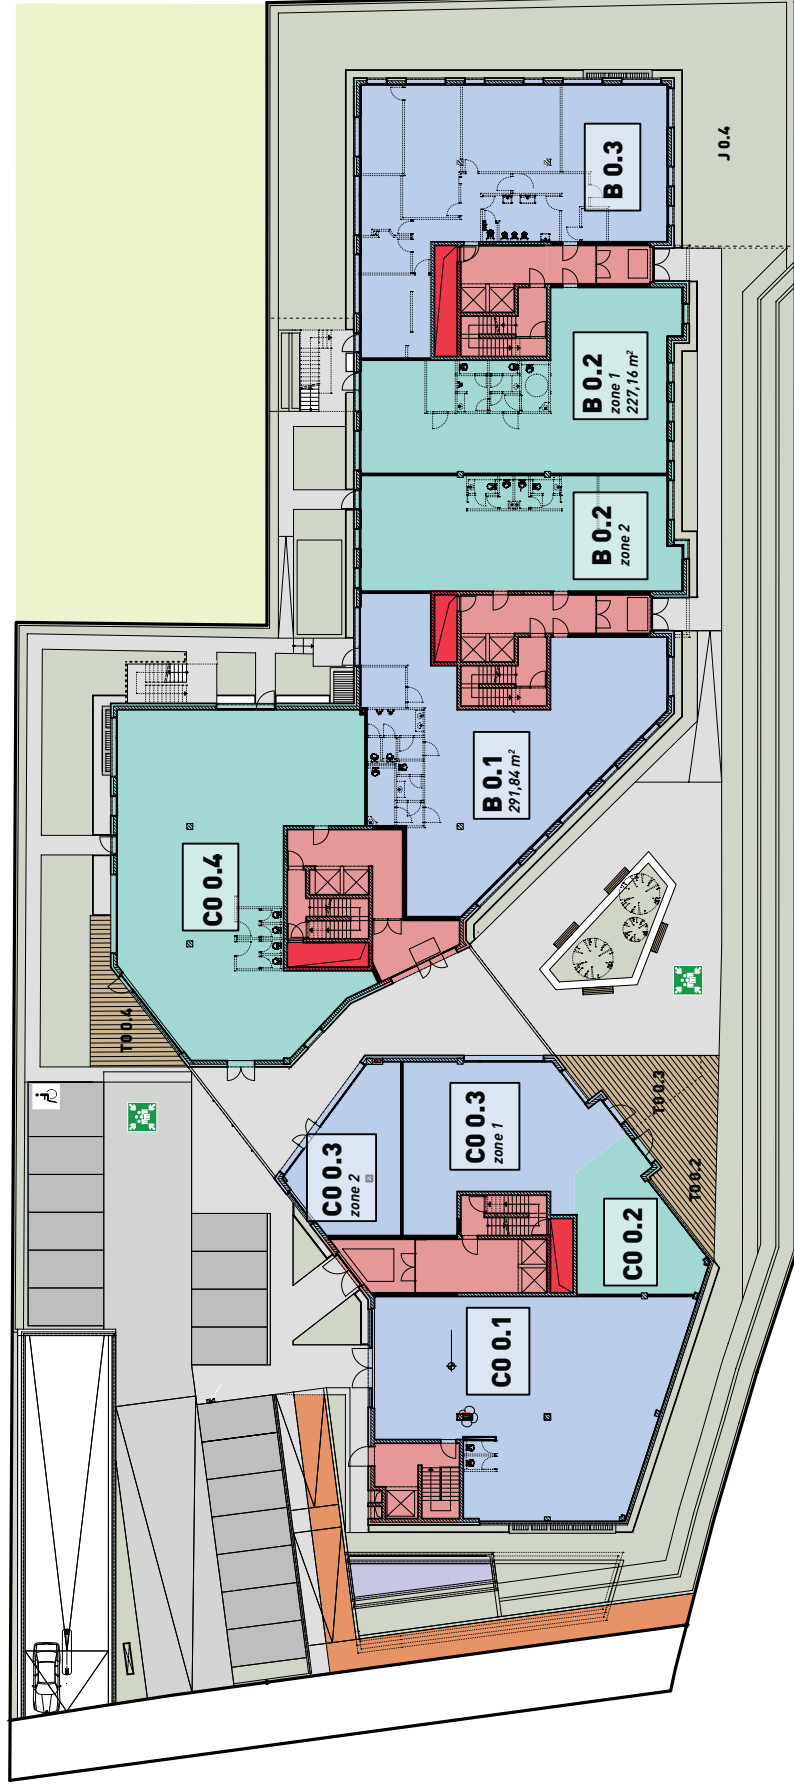 J 0.4
B 0.3
B 0.2
zone 1
227,16 m²
B 0.2
zone 2
B 0.1
291,84 m²
C0 0.4
T0 0.4
C0 0.3
zone 1
C0 0.3
zone 2
T0 0.3
T0 0.2
C0 0.2
C0 0.1